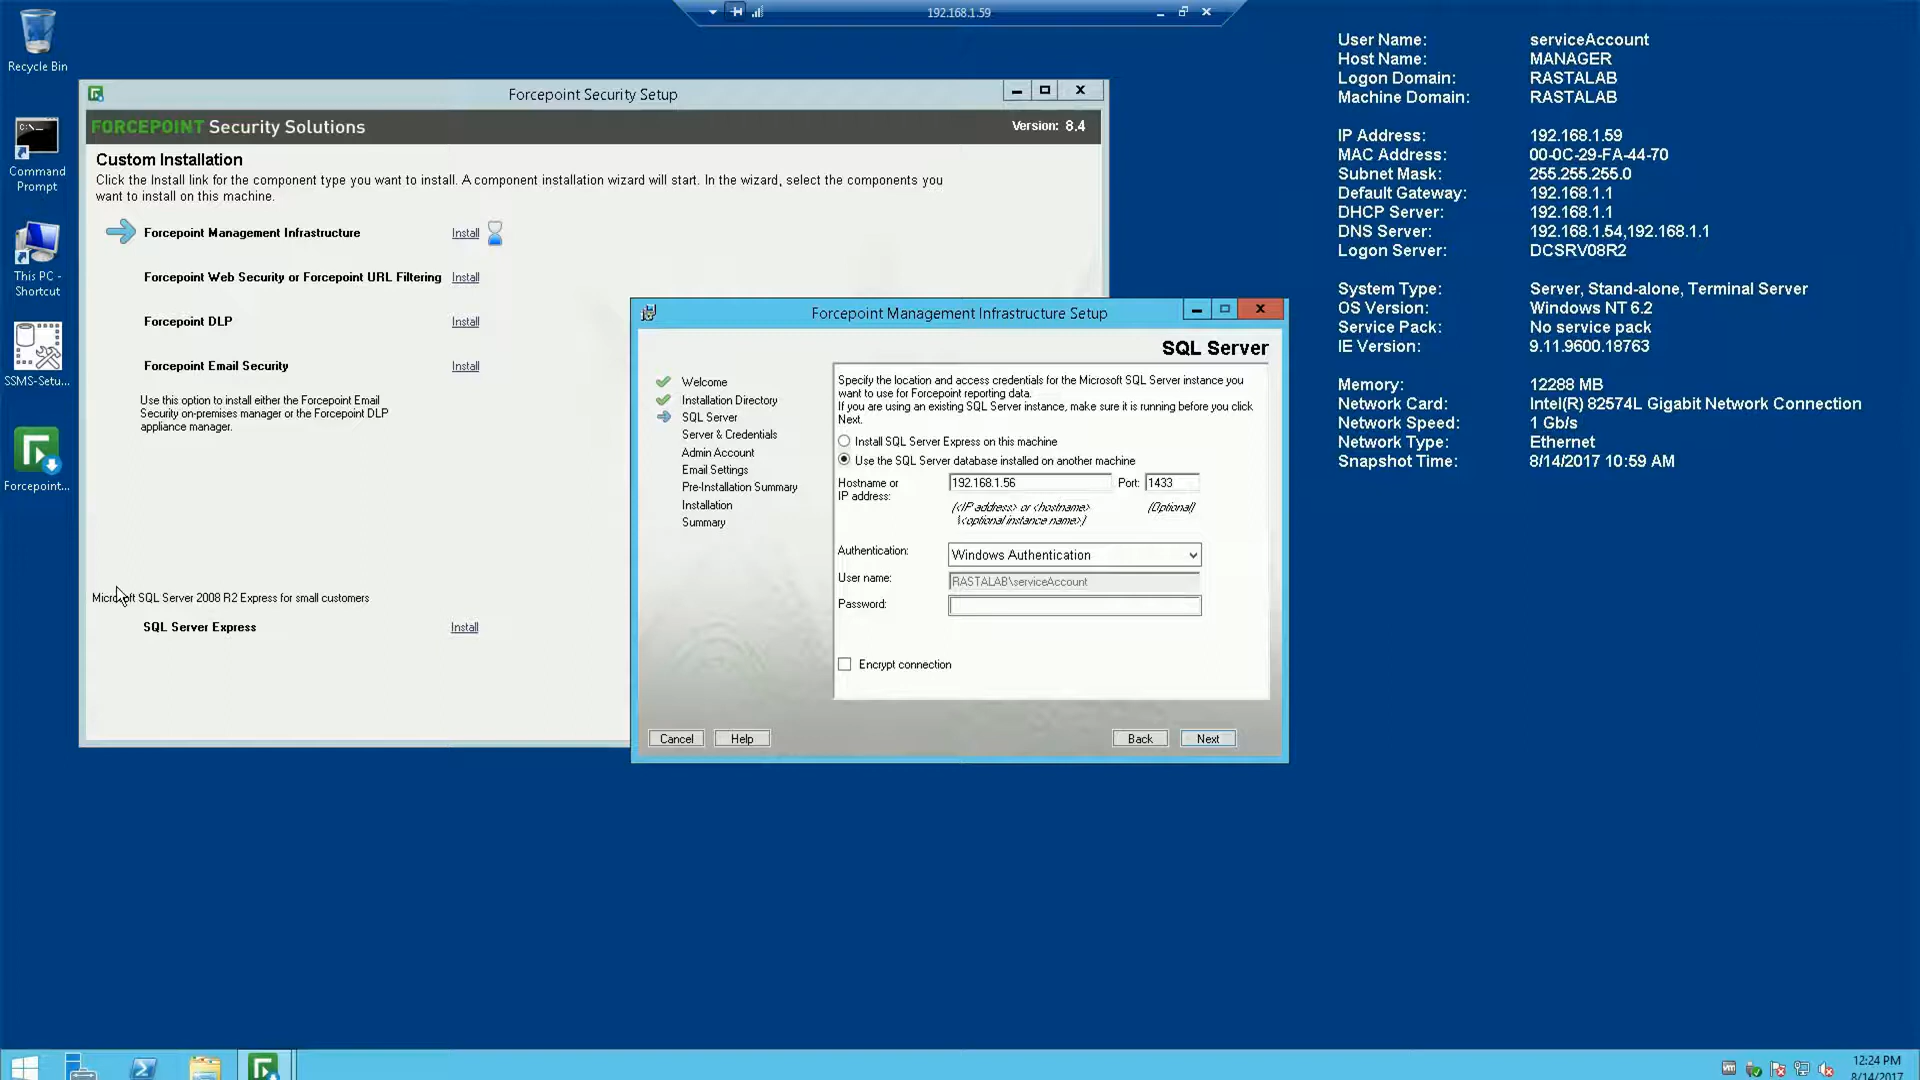 192.168.1.59
Recycle Bin
Command
Prompt
This PC -
Shortcut
SSMS-Setu...
Forcepoint...
Forcepoint Security Setup
FORCEPOINT Security Solutions
Version: 8.4
Custom Installation
Click the Install link for the component type you want to install. A component installation wizard will start. In the wizard, select the components you
want to install on this machine.
Forcepoint Management Infrastructure Install
Forcepoint Web Security or Forcepoint URL Filtering Install
Forcepoint DLP Install
Forcepoint Email Security Install
Use this option to install either the Forcepoint Email
Security on-premises manager or the Forcepoint DLP
appliance manager.
Microsoft SQL Server 2008 R2 Express for small customers
SQL Server Express Install
Forcepoint Management Infrastructure Setup
SQL Server
Welcome
Installation Directory
SQL Server
Server & Credentials
Admin Account
Email Settings
Pre-Installation Summary
Installation
Summary
Specify the location and access credentials for the Microsoft SQL Server instance you
want to use for Forcepoint reporting data.
If you are using an existing SQL Server instance, make sure it is running before you click
Next.
Install SQL Server Express on this machine
Use the SQL Server database installed on another machine
Hostname or
IP address:
192.168.1.56
Port: 1433
(<IP address> or <hostname>
\<optional instance name>)
(Optional)
Authentication: Windows Authentication
User name: RASTALAB\serviceAccount
Password:
Encrypt connection
Cancel Help Back Next
User Name: serviceAccount
Host Name: MANAGER
Logon Domain: RASTALAB
Machine Domain: RASTALAB
IP Address: 192.168.1.59
MAC Address: 00-0C-29-FA-44-70
Subnet Mask: 255.255.255.0
Default Gateway: 192.168.1.1
DHCP Server: 192.168.1.1
DNS Server: 192.168.1.54,192.168.1.1
Logon Server: DCSRV08R2
System Type: Server, Stand-alone, Terminal Server
OS Version: Windows NT 6.2
Service Pack: No service pack
IE Version: 9.11.9600.18763
Memory: 12288 MB
Network Card: Intel(R) 82574L Gigabit Network Connection
Network Speed: 1 Gb/s
Network Type: Ethernet
Snapshot Time: 8/14/2017 10:59 AM
12:24 PM
8/14/2017